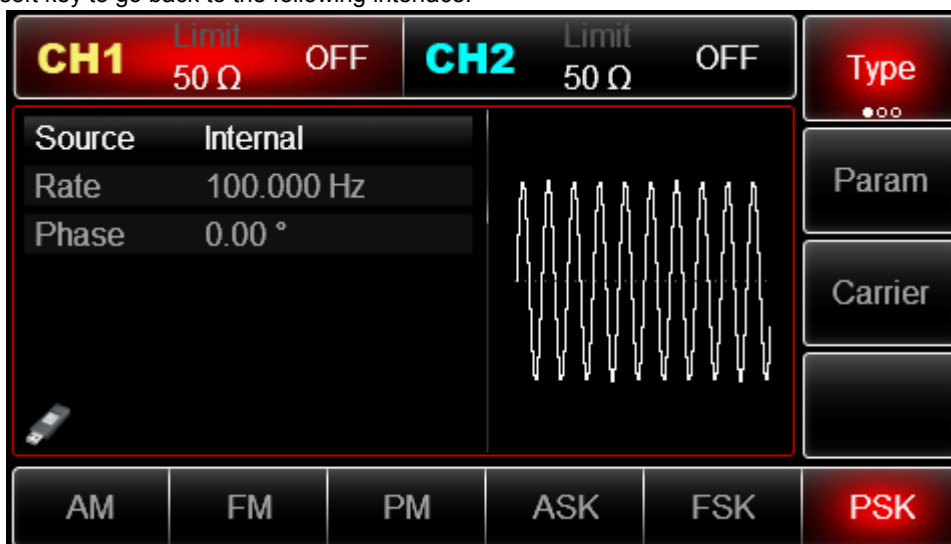 soft key to go back to the following interface.
CH1 Limit 50 Ω OFF CH2 Limit 50 Ω OFF
Type
Source Internal
Rate 100.000 Hz
Phase 0.00 °
Param
Carrier
AM FM PM ASK FSK PSK